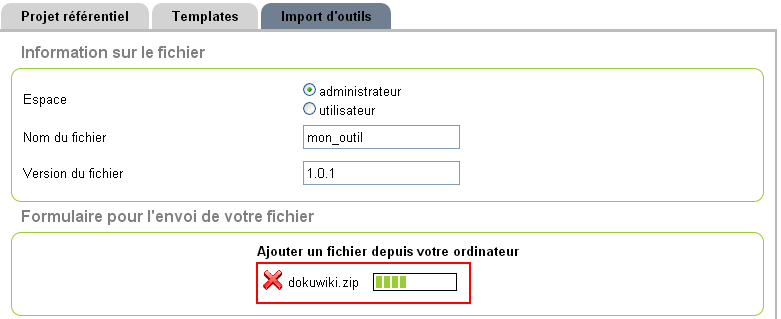 Projet référentiel Templates Import d'outils
Information sur le fichier
Espace
administrateur
utilisateur
Nom du fichier mon_outil
Version du fichier 1.0.1
Formulaire pour l'envoi de votre fichier
Ajouter un fichier depuis votre ordinateur
dokuwiki.zip